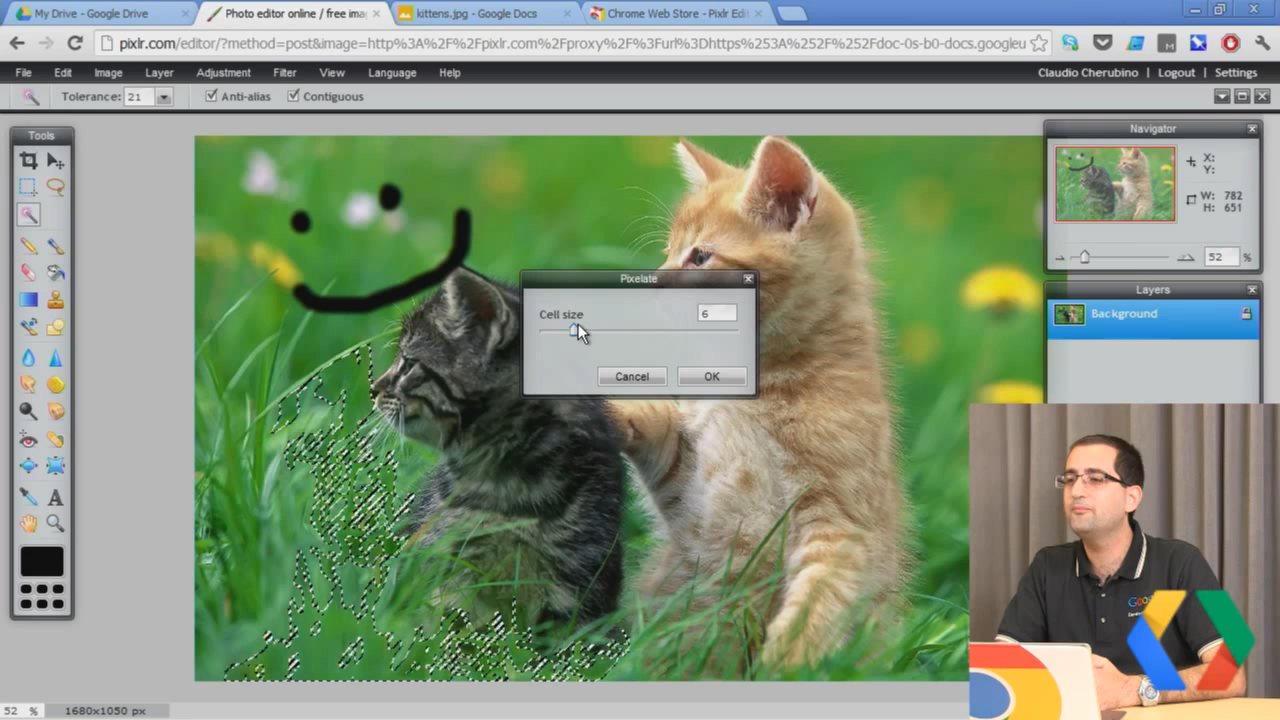 My Drive - Google Drive
Photo editor online / free ima
kittens.jpg - Google Docs
Chrome Web Store - Pixlr Edi
pixlr.com/editor/?method=post&image=http%3A%2F%2Fpixlr.com%2Fproxy%2F%3Furl%3Dhttps%253A%252F%252Fdoc-0s-b0-docs.googleu
File Edit Image Layer Adjustment Filter View Language Help
Claudio Cherubino | Logout | Settings
Tolerance: 21 Anti-alias Contiguous
Tools
Navigator
X:
Y:
W: 782
H: 651
52 %
Layers
Background
Pixelate
Cell size 6
Cancel OK
52 % 1680x1050 px